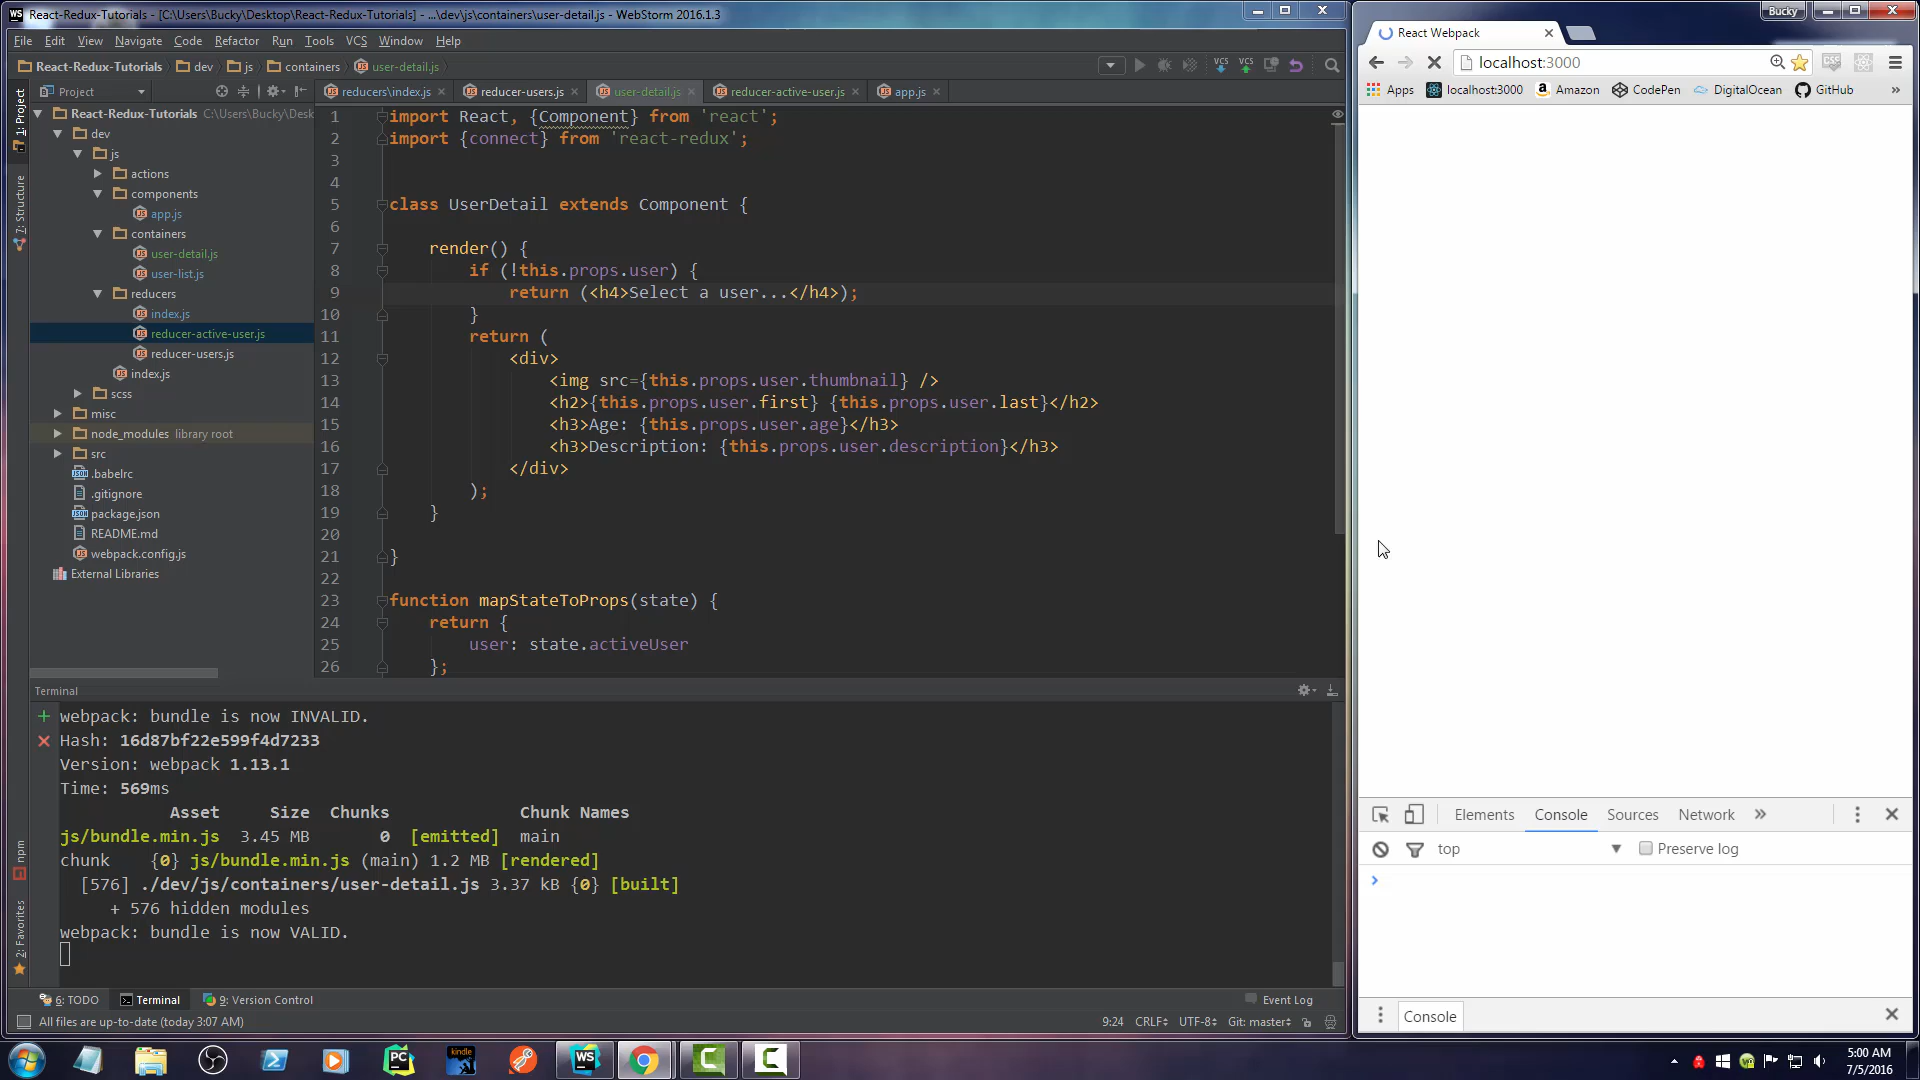 React-Redux-Tutorials - [C:\Users\Bucky\Desktop\React-Redux-Tutorials] - ...\dev\js\containers\user-detail.js - WebStorm 2016.1.3
File Edit View Navigate Code Refactor Run Tools VCS Window Help
React-Redux-Tutorials dev js containers user-detail.js
VCS VCS
1: Project
7: Structure
npm
2: Favorites
Project
React-Redux-Tutorials C:\Users\Bucky\Desk
dev
js
actions
components
app.js
containers
user-detail.js
user-list.js
reducers
index.js
reducer-active-user.js
reducer-users.js
index.js
scss
misc
node_modules library root
src
.babelrc
.gitignore
package.json
README.md
webpack.config.js
External Libraries
reducers\index.js reducer-users.js user-detail.js reducer-active-user.js app.js
1 import React, {Component} from 'react';
2 import {connect} from 'react-redux';
3
4
5 class UserDetail extends Component {
6
7 render() {
8 if (!this.props.user) {
9 return (<h4>Select a user...</h4>);
10 }
11 return (
12 <div>
13 <img src={this.props.user.thumbnail} />
14 <h2>{this.props.user.first} {this.props.user.last}</h2>
15 <h3>Age: {this.props.user.age}</h3>
16 <h3>Description: {this.props.user.description}</h3>
17 </div>
18 );
19 }
20
21 }
22
23 function mapStateToProps(state) {
24 return {
25 user: state.activeUser
26 };
Terminal
webpack: bundle is now INVALID.
Hash: 16d87bf22e599f4d7233
Version: webpack 1.13.1
Time: 569ms
Asset Size Chunks Chunk Names
js/bundle.min.js 3.45 MB 0 [emitted] main
chunk {0} js/bundle.min.js (main) 1.2 MB [rendered]
[576] ./dev/js/containers/user-detail.js 3.37 kB {0} [built]
+ 576 hidden modules
webpack: bundle is now VALID.
6: TODO Terminal 9: Version Control Event Log
All files are up-to-date (today 3:07 AM) 9:24 CRLF UTF-8 Git: master
Bucky
React Webpack
localhost:3000
Apps localhost:3000 Amazon CodePen DigitalOcean GitHub »
Elements Console Sources Network »
top Preserve log
Console
WS PC kindle WS
5:00 AM
7/5/2016